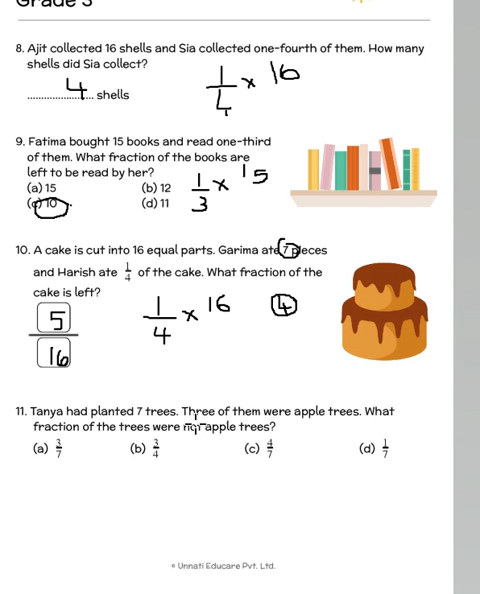 Grade 3
8. Ajit collected 16 shells and Sia collected one-fourth of them. How many
shells did Sia collect?
4 shells
1/4 × 16
9. Fatima bought 15 books and read one-third
of them. What fraction of the books are
left to be read by her?
(a) 15 (b) 12
(c) 10 (d) 11
1/3 × 15
10. A cake is cut into 16 equal parts. Garima ate 7 pieces
and Harish ate 1/4 of the cake. What fraction of the
cake is left?
5/16
1/4 × 16 4
11. Tanya had planted 7 trees. Three of them were apple trees. What
fraction of the trees were apple trees?
(a) 3/7 (b) 3/4 (c) 4/7 (d) 1/7
© Unnati Educare Pvt. Ltd.